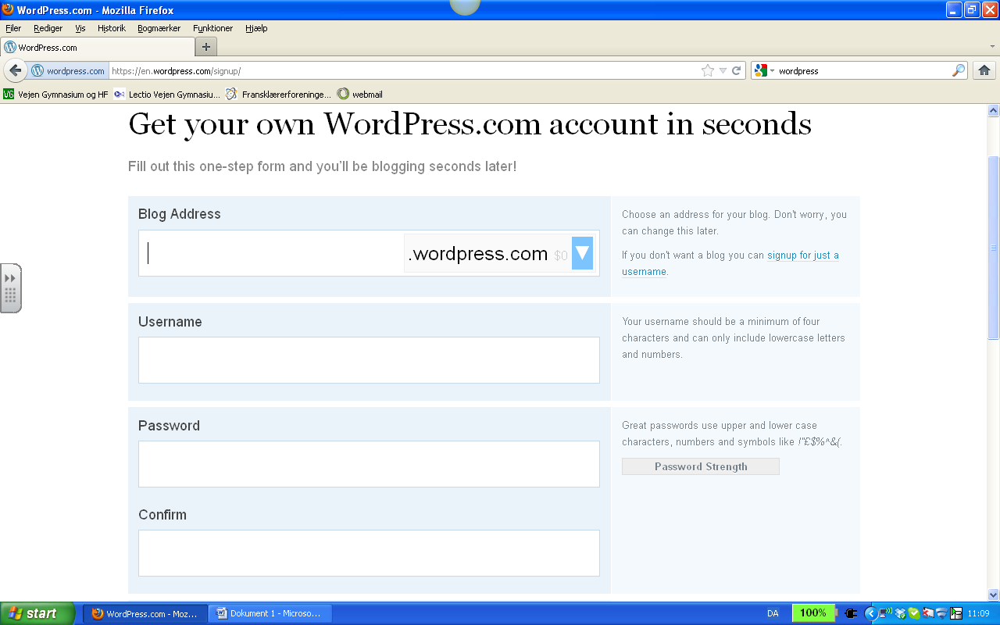 WordPress.com - Mozilla Firefox
Filer Rediger Vis Historik Bogmærker Funktioner Hjælp
WordPress.com
wordpress.com https://en.wordpress.com/signup/ wordpress
Vejen Gymnasium og HF Lectio Vejen Gymnasiu... Fransklærerforeninge... webmail
Get your own WordPress.com account in seconds
Fill out this one-step form and you'll be blogging seconds later!
Blog Address
.wordpress.com $0
Choose an address for your blog. Don't worry, you
can change this later.
If you don't want a blog you can signup for just a
username.
Username
Your username should be a minimum of four
characters and can only include lowercase letters
and numbers.
Password
Great passwords use upper and lower case
characters, numbers and symbols like !"£$%^&(.
Password Strength
Confirm
start WordPress.com - Moz... Dokument 1 - Microso... DA 100% 11:09